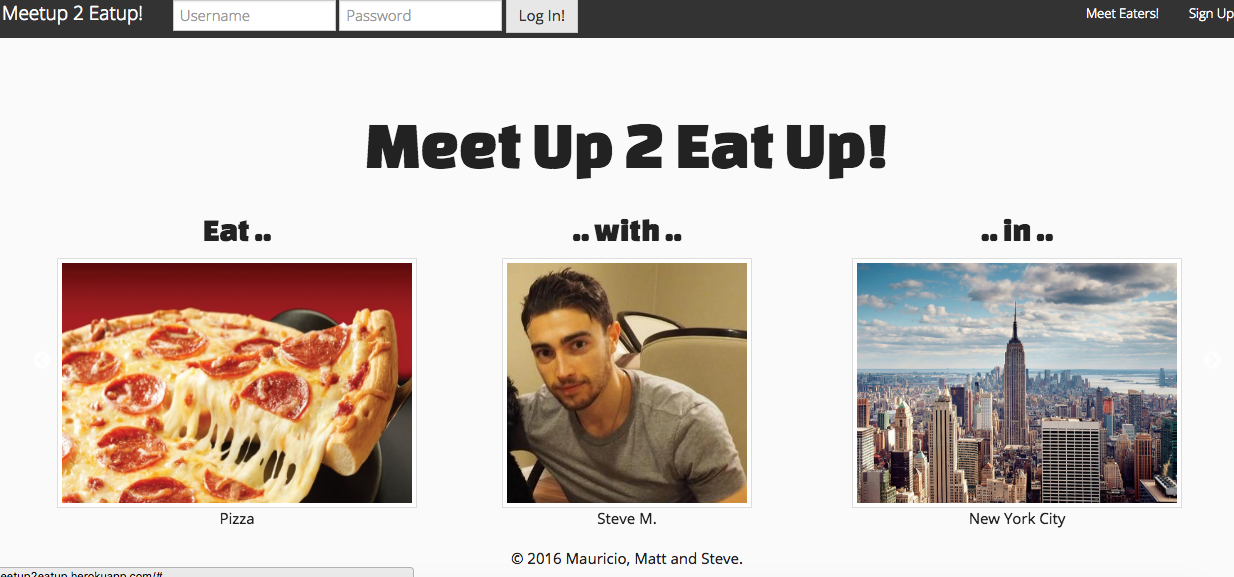 Meetup 2 Eatup! Username Password Log In! Meet Eaters! Sign Up
Meet Up 2 Eat Up!
Eat .. .. with .. .. in ..
Pizza Steve M. New York City
© 2016 Mauricio, Matt and Steve.
eetup2eatup.herokuapp.com/#